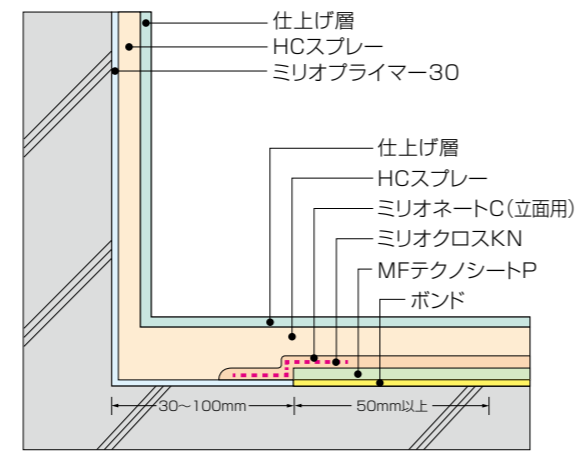 仕上げ層
HCスプレー
ミリオプライマー30
仕上げ層
HCスプレー
ミリオネートC(立面用)
ミリオクロスKN
MFテクノシートP
ボンド
30〜100mm
50mm以上